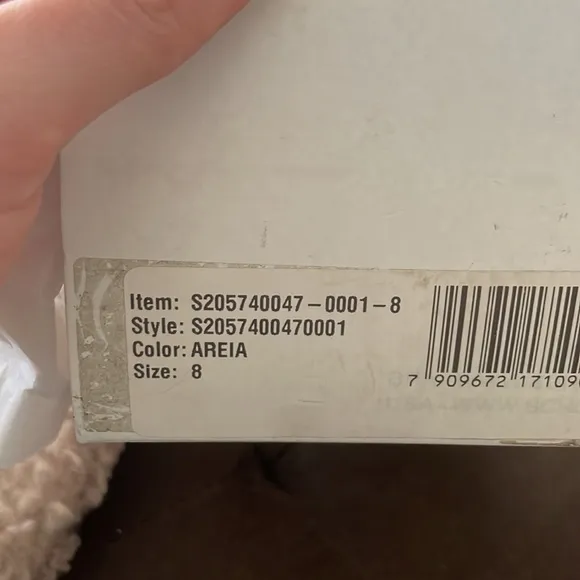 Item: S205740047-0001-8
Style: S2057400470001
Color: AREIA
Size: 8
7 909672 17109